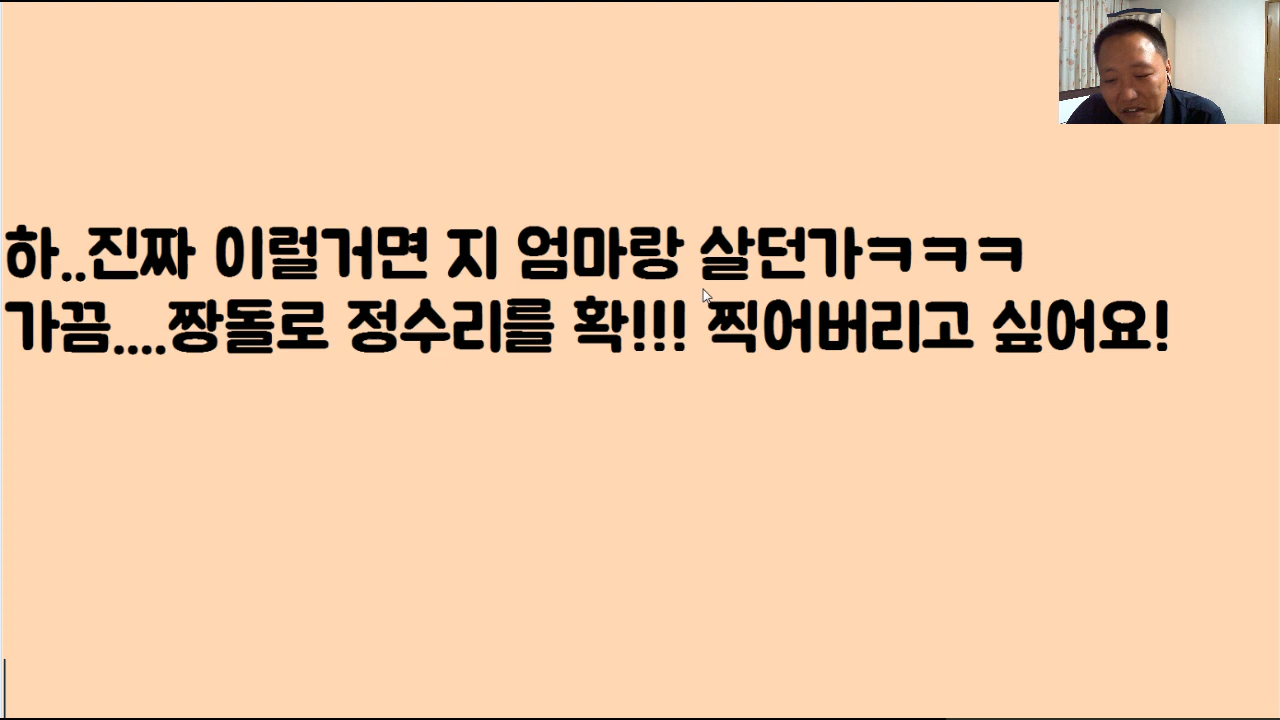 하..진짜 이럴거면 지 엄마랑 살던가ㅋㅋㅋ
가끔....짱돌로 정수리를 확!!! 찍어버리고 싶어요!